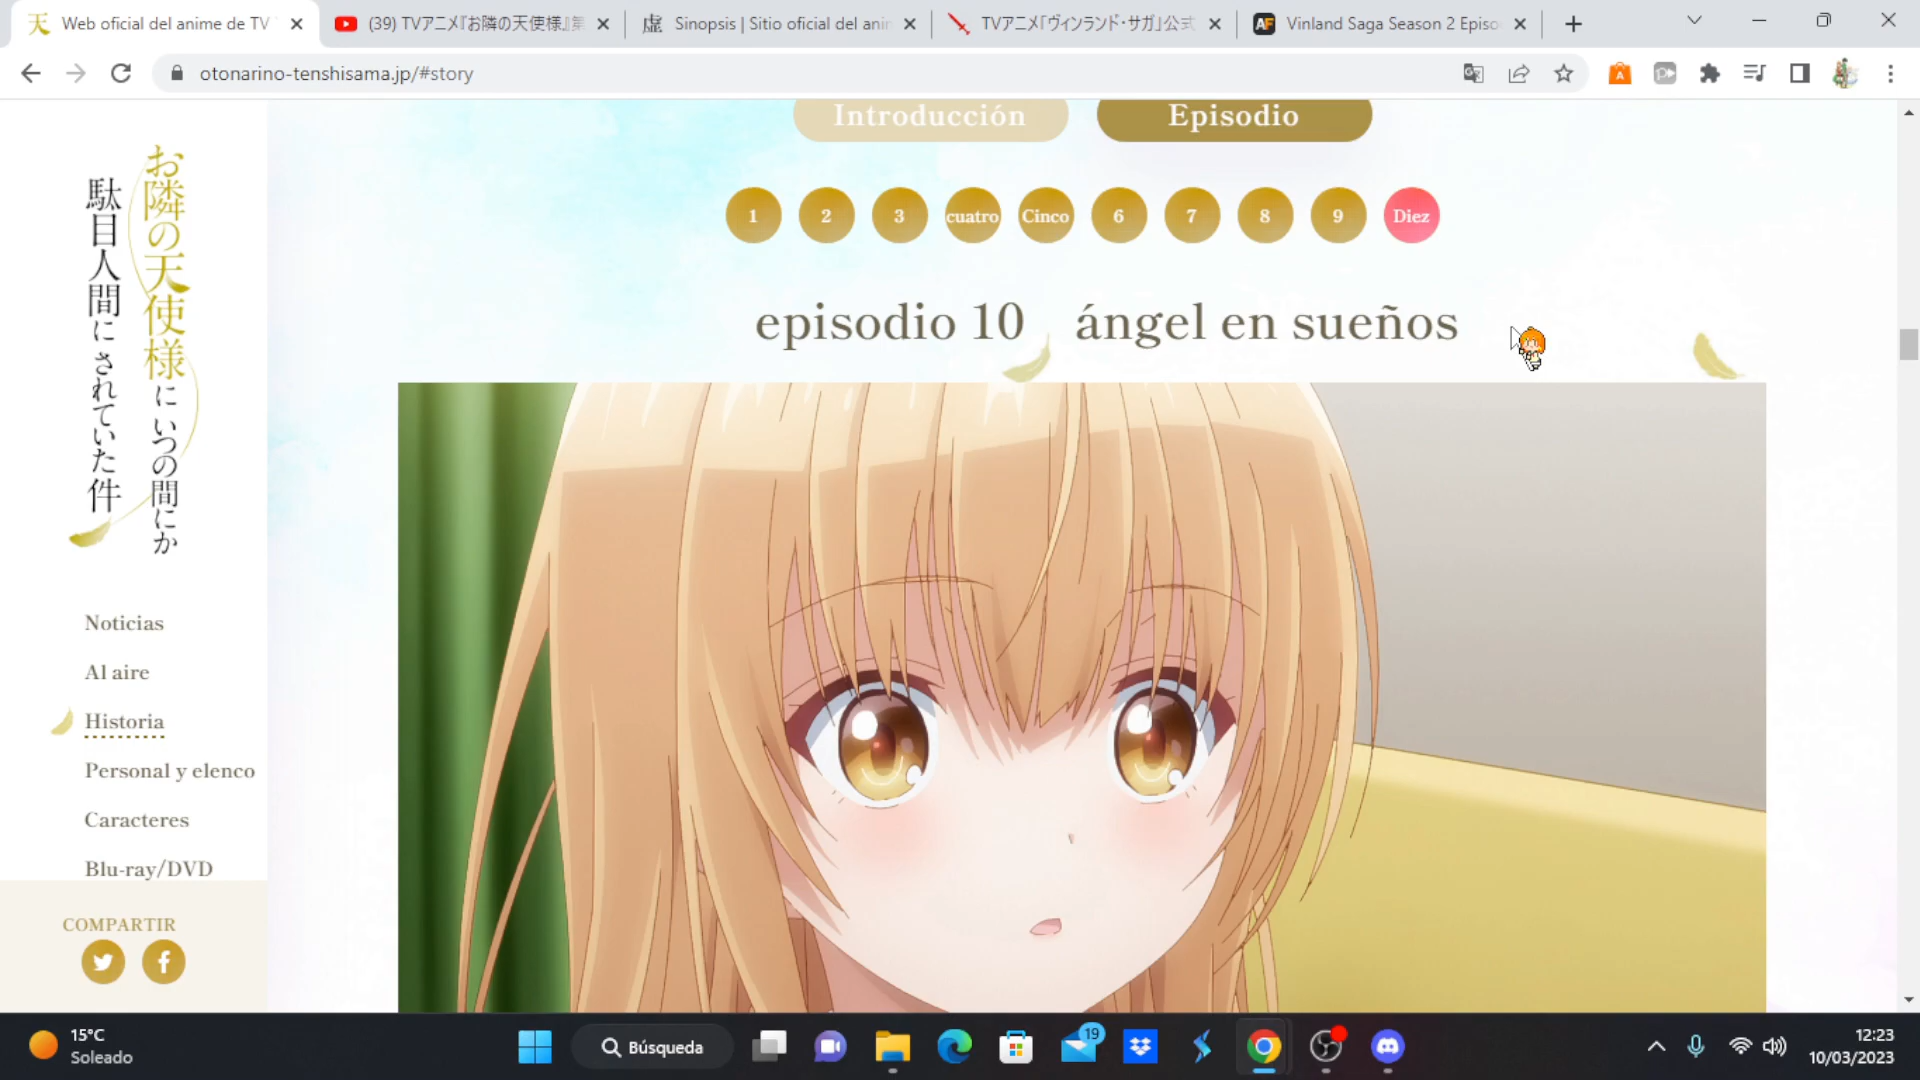 Web oficial del anime de TV
(39) TVアニメ『お隣の天使様』第
虚
Sinopsis | Sitio oficial del anim
TVアニメ「ヴィンランド・サガ」公式
AF
Vinland Saga Season 2 Episo
otonarino-tenshisama.jp/#story
お隣の天使様にいつの間にか
駄目人間にされていた件
Noticias
Al aire
Historia
Personal y elenco
Caracteres
Blu-ray/DVD
COMPARTIR
Introducción
Episodio
1
2
3
cuatro
Cinco
6
7
8
9
Diez
episodio 10 ángel en sueños
15°C
Soleado
Búsqueda
19
12:23
10/03/2023